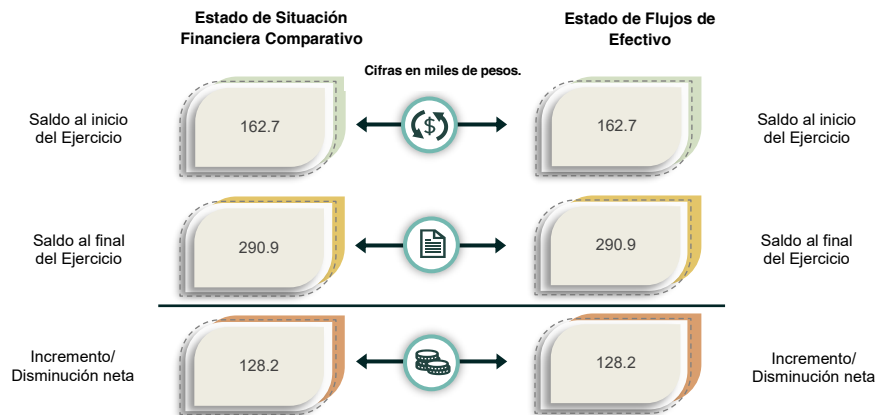 Estado de Situación
Financiera Comparativo
Estado de Flujos de
Efectivo
Cifras en miles de pesos.
Saldo al inicio
del Ejercicio
162.7
$
162.7
Saldo al inicio
del Ejercicio
Saldo al final
del Ejercicio
290.9
290.9
Saldo al final
del Ejercicio
Incremento/
Disminución neta
128.2
128.2
Incremento/
Disminución neta